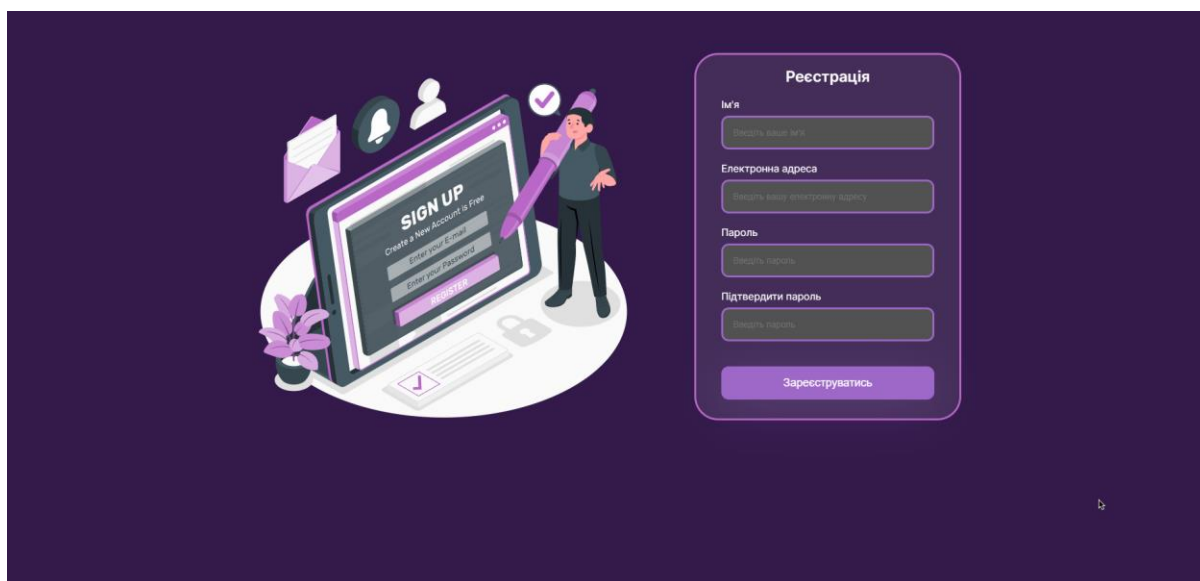 SIGN UP
Create a New Account is Free
Enter your E-mail
Enter your Password
REGISTER
Реєстрація
Ім'я
Введіть ваше ім'я
Електронна адреса
Введіть вашу електронну адресу
Пароль
Введіть пароль
Підтвердити пароль
Введіть пароль
Зареєструватись